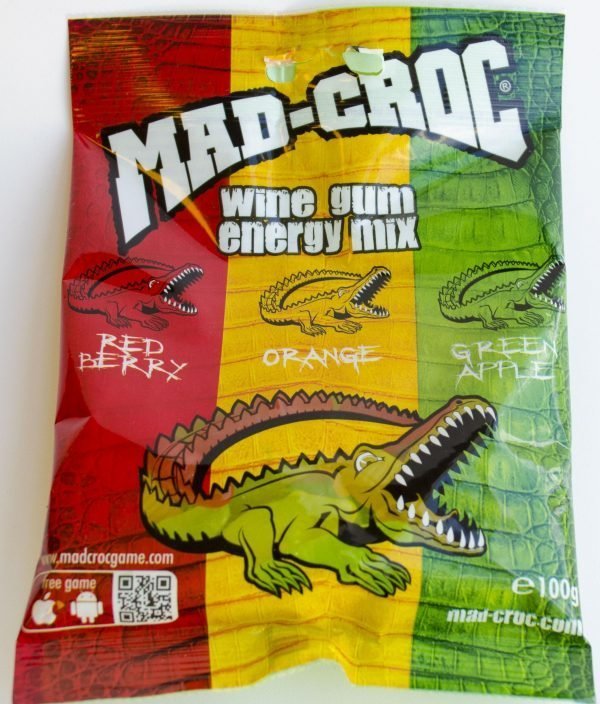 MAD-CROC®
wine gum
energy mix
RED
BERRY
ORANGE
GREEN
APPLE
www.madcrocgame.com
free game
e 100g
mad-croc.com